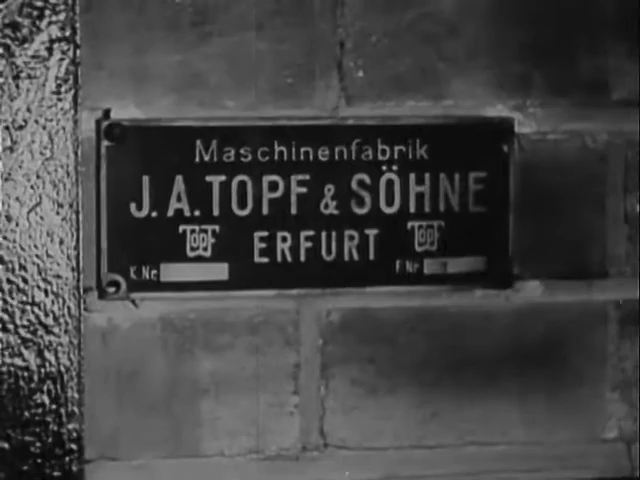 Maschinenfabrik
J. A. TOPF & SÖHNE
TOPF ERFURT TOPF
K.Nr. F.Nr.